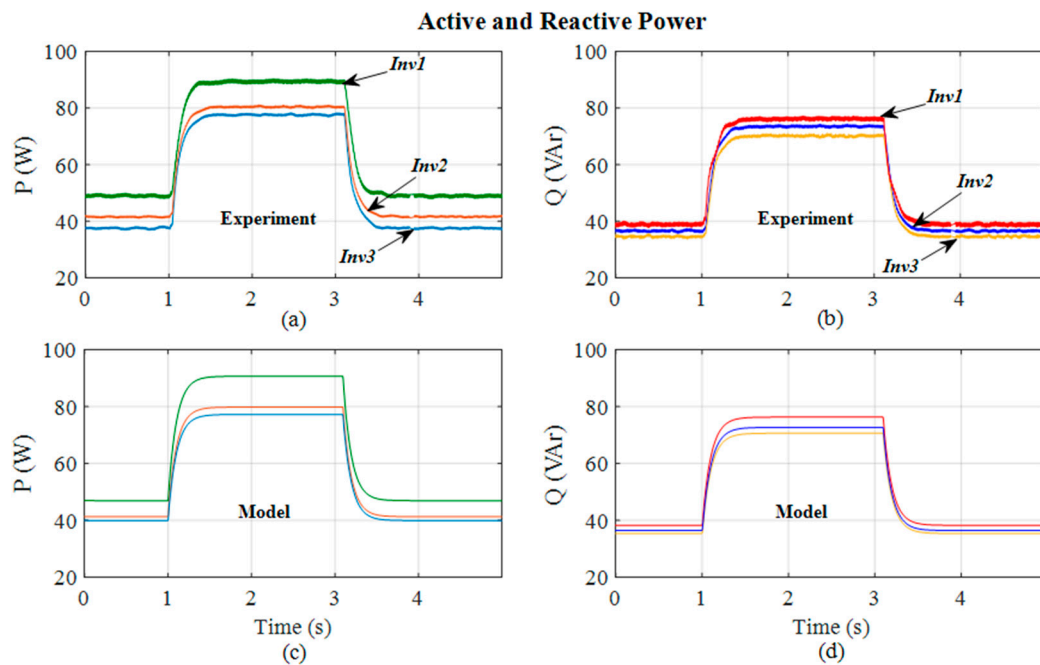 Active and Reactive Power
100
80
60
40
20
P (W)
Inv1
Inv2
Inv3
Experiment
0 1 2 3 4
(a)
100
80
60
40
20
Q (VAr)
Inv1
Inv2
Inv3
Experiment
0 1 2 3 4
(b)
100
80
60
40
20
P (W)
Model
0 1 2 3 4
Time (s)
(c)
100
80
60
40
20
Q (VAr)
Model
0 1 2 3 4
Time (s)
(d)